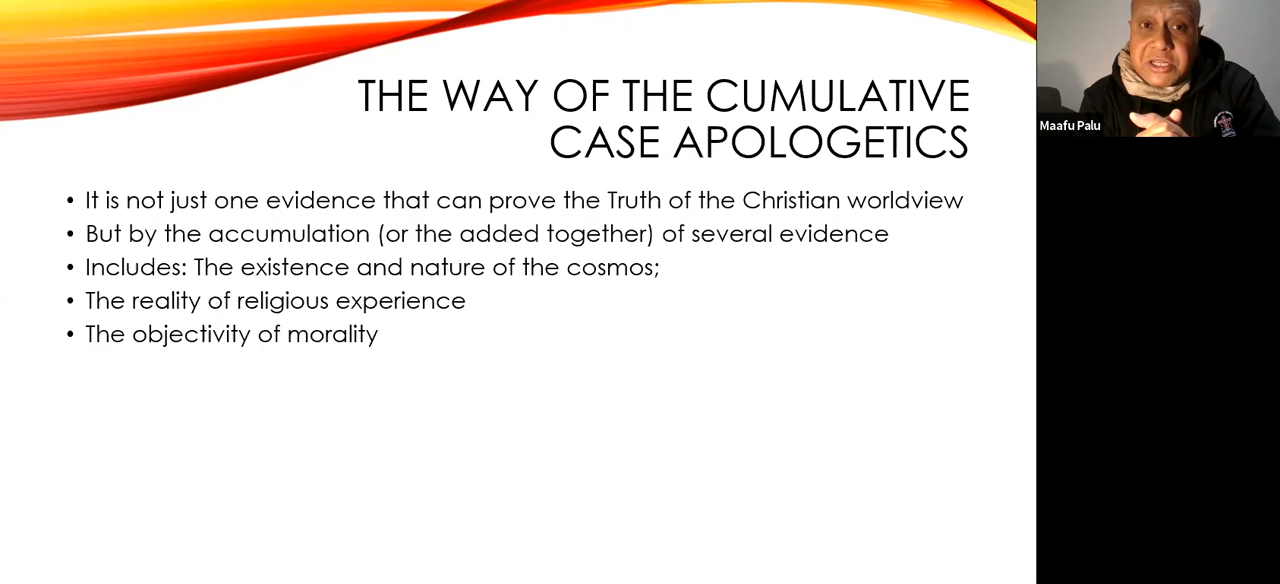 THE WAY OF THE CUMULATIVE
CASE APOLOGETICS
• It is not just one evidence that can prove the Truth of the Christian worldview
• But by the accumulation (or the added together) of several evidence
• Includes: The existence and nature of the cosmos;
• The reality of religious experience
• The objectivity of morality
Maafu Palu